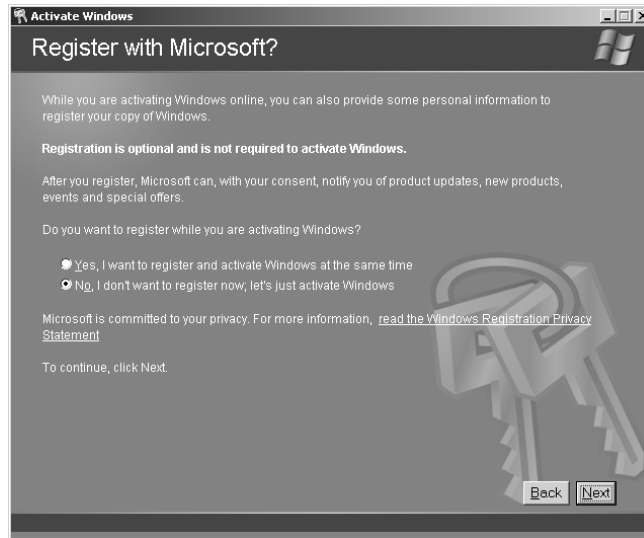 Activate Windows
Register with Microsoft?
While you are activating Windows online, you can also provide some personal information to
register your copy of Windows.
Registration is optional and is not required to activate Windows.
After you register, Microsoft can, with your consent, notify you of product updates, new products,
events and special offers.
Do you want to register while you are activating Windows?
Yes, I want to register and activate Windows at the same time
No, I don't want to register now; let's just activate Windows
Microsoft is committed to your privacy. For more information, read the Windows Registration Privacy
Statement
To continue, click Next.
Back Next